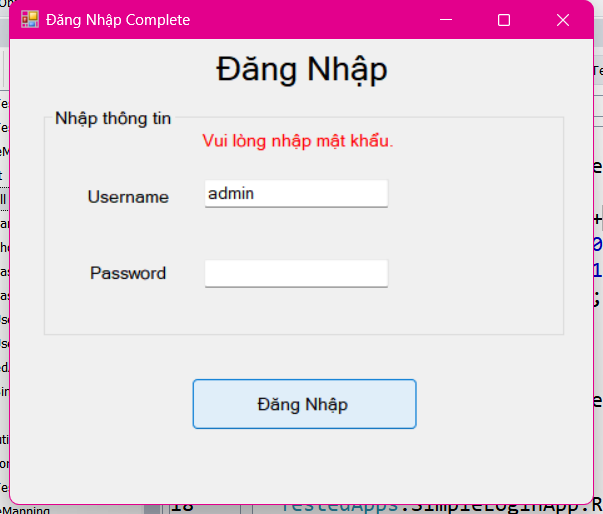 Đăng Nhập Complete
Đăng Nhập
Nhập thông tin
Vui lòng nhập mật khẩu.
Username
admin
Password
Đăng Nhập
eMapping
18
TestedApps.SimpleLoginApp.R